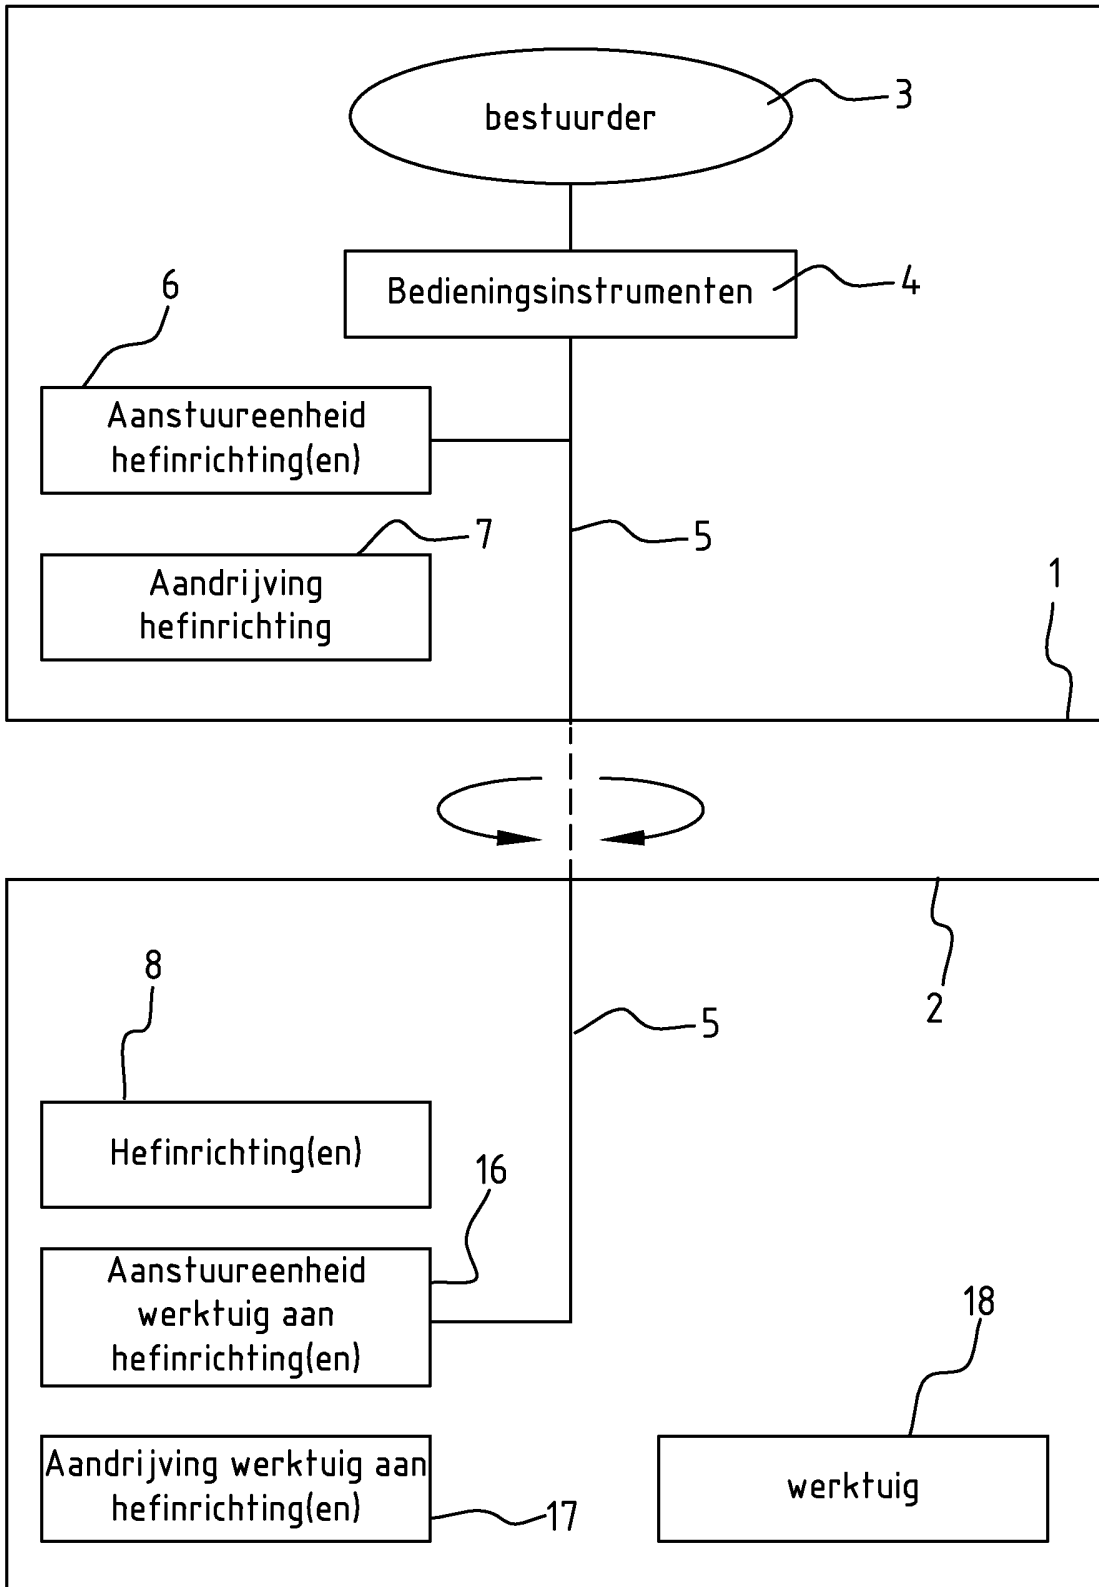 bestuurder
3
Bedieningsinstrumenten
4
6
Aanstuureenheid
hefinrichting(en)
7
5
Aandrijving
hefinrichting
1
2
8
5
Hefinrichting(en)
16
Aanstuureenheid
werktuig aan
hefinrichting(en)
18
Aandrijving werktuig aan
hefinrichting(en)
17
werktuig